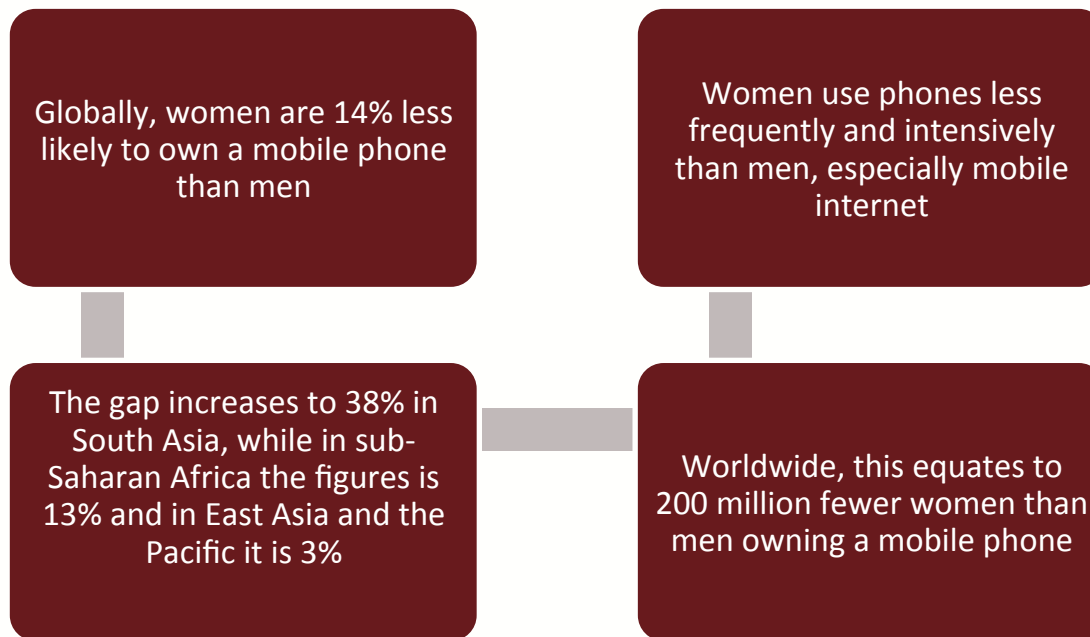 Globally, women are 14% less
likely to own a mobile phone
than men
The gap increases to 38% in
South Asia, while in sub-
Saharan Africa the figures is
13% and in East Asia and the
Pacific it is 3%
Worldwide, this equates to
200 million fewer women than
men owning a mobile phone
Women use phones less
frequently and intensively
than men, especially mobile
internet